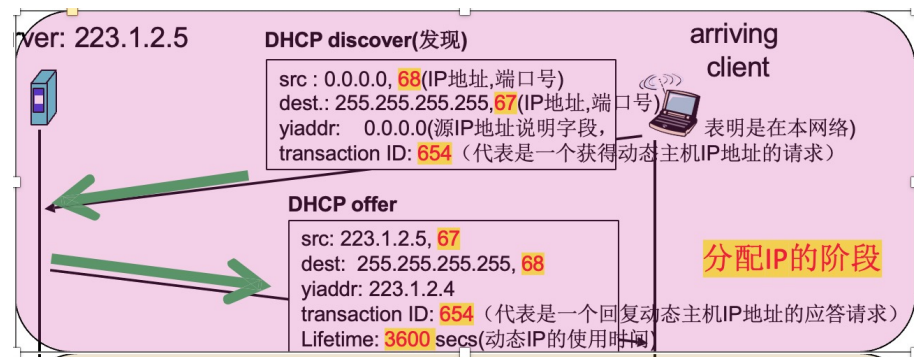 ver: 223.1.2.5
DHCP discover(发现)
arriving
client
src : 0.0.0.0, 68(IP地址,端口号)
dest.: 255.255.255.255,67(IP地址,端口号)
yiaddr: 0.0.0.0(源IP地址说明字段， 表明是在本网络)
transaction ID: 654（代表是一个获得动态主机IP地址的请求）
DHCP offer
src: 223.1.2.5, 67
dest: 255.255.255.255, 68
yiaddr: 223.1.2.4
transaction ID: 654（代表是一个回复动态主机IP地址的应答请求）
Lifetime: 3600 secs(动态IP的使用时间)
分配IP的阶段